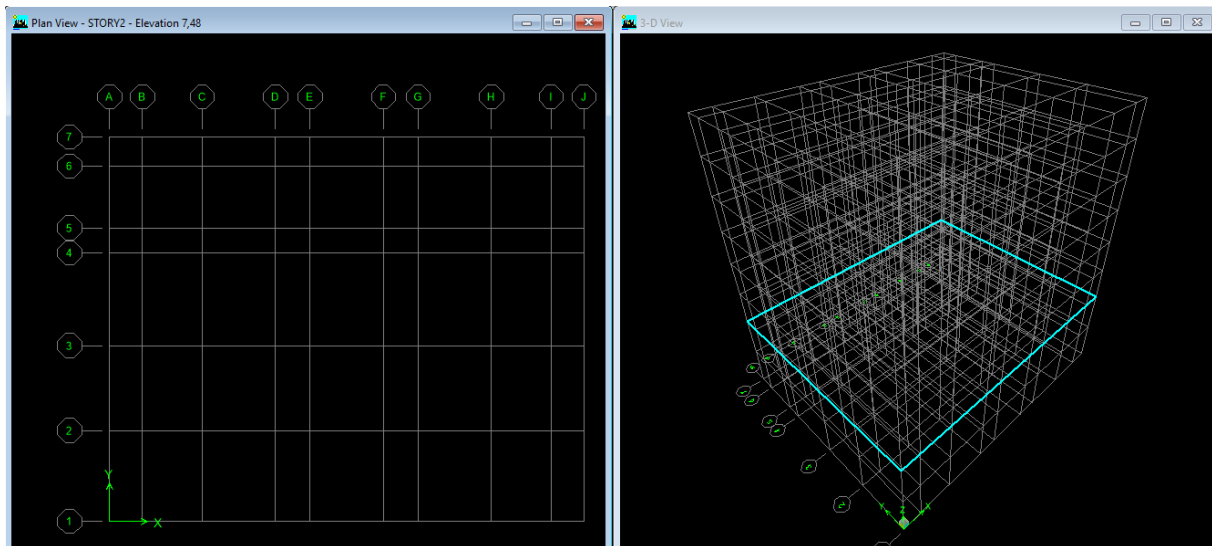 Plan View - STORY2 - Elevation 7,48
A B C D E F G H I J
7
6
5
4
3
2
1
Y
X
3-D View
Y Z X